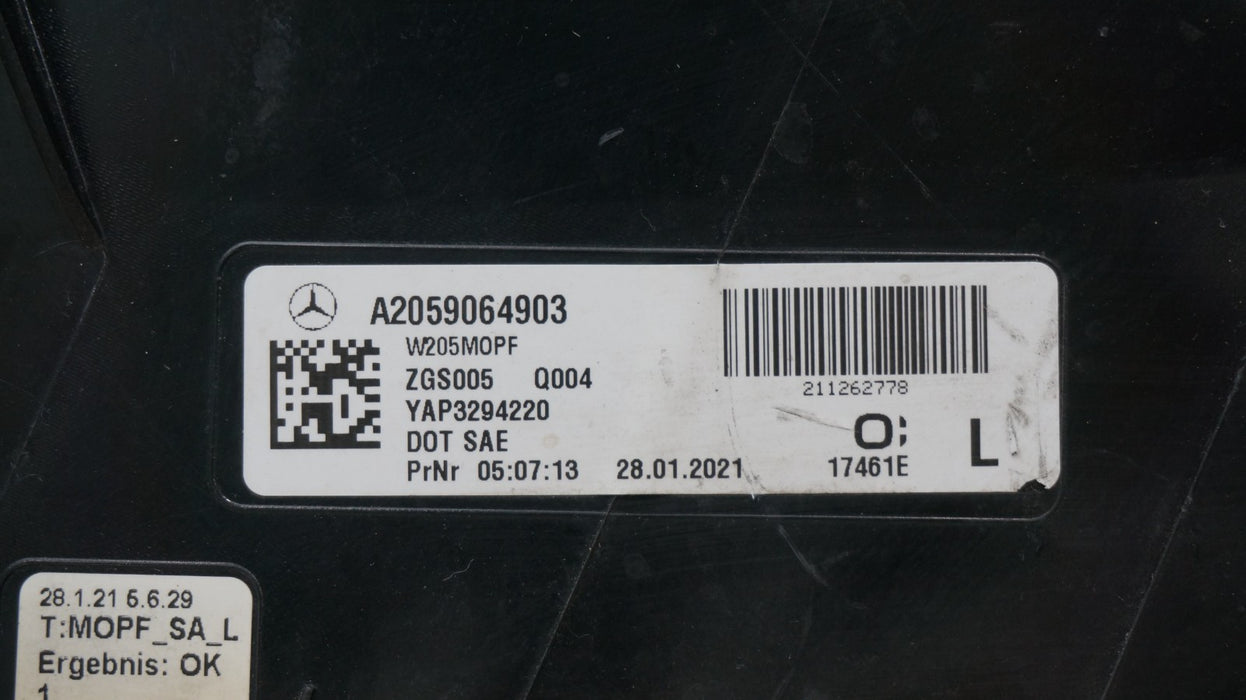 A2059064903
W205MOPF
ZGS005 Q004
YAP3294220
DOT SAE
PrNr 05:07:13 28.01.2021
211262778
17461E
L
28.1.21 5.6.29
T:MOPF_SA_L
Ergebnis: OK
1